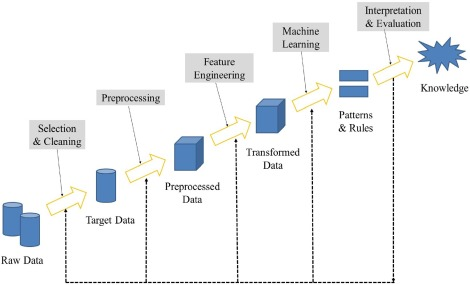 Interpretation
& Evaluation
Machine
Learning
Feature
Engineering
Preprocessing
Selection
& Cleaning
Knowledge
Patterns
& Rules
Transformed
Data
Preprocessed
Data
Target Data
Raw Data